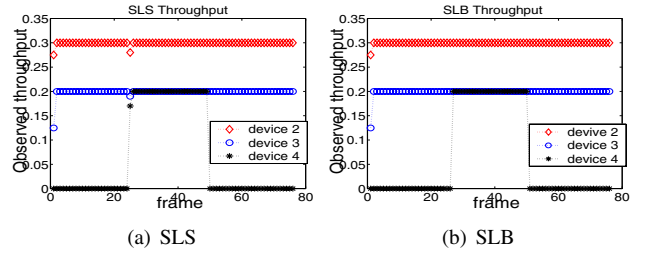 SLS Throughput
0.35
0.3
0.25
0.2
0.15
0.1
0.05
0
Observed throughput
device 2
device 3
device 4
0 20 40 60 80
frame
(a) SLS
SLB Throughput
0.35
0.3
0.25
0.2
0.15
0.1
0.05
0
Observed throughput
devive 2
device 3
device 4
0 20 40 60 80
frame
(b) SLB